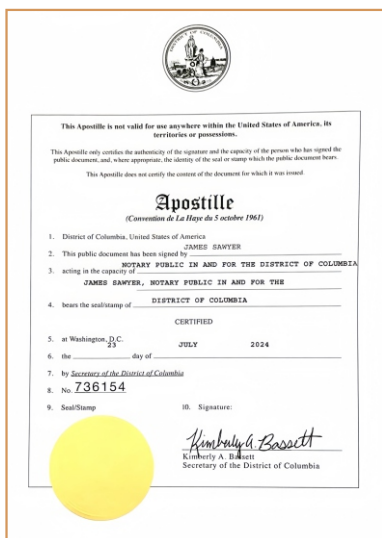 DISTRICT OF COLUMBIA
This Apostille is not valid for use anywhere within the United States of America, its
territories or possessions.
This Apostille only certifies the authenticity of the signature and the capacity of the person who has signed the
public document, and, where appropriate, the identity of the seal or stamp which the public document bears.
This Apostille does not certify the content of the document for which it was issued.
Apostille
(Convention de La Haye du 5 octobre 1961)
1. District of Columbia, United States of America
2. This public document has been signed by JAMES SAWYER
3. acting in the capacity of NOTARY PUBLIC IN AND FOR THE DISTRICT OF COLUMBIA
JAMES SAWYER, NOTARY PUBLIC IN AND FOR THE
4. bears the seal/stamp of DISTRICT OF COLUMBIA
CERTIFIED
5. at Washington, D.C.
6. the 23 day of JULY 2024
7. by Secretary of the District of Columbia
8. No. 736154
9. Seal/Stamp 10. Signature:
Kimberly A. Bassett
Kimberly A. Bassett
Secretary of the District of Columbia